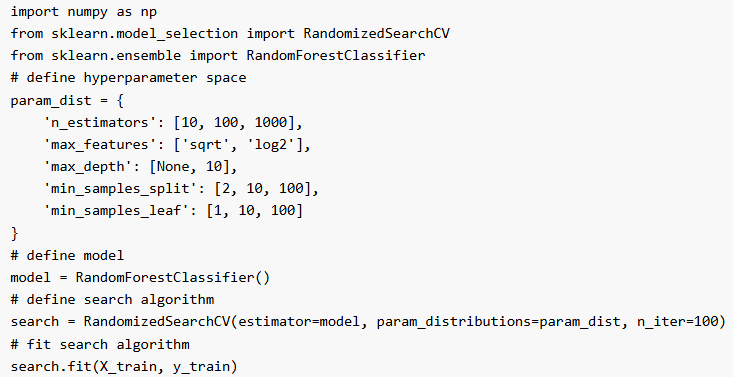 import numpy as np
from sklearn.model_selection import RandomizedSearchCV
from sklearn.ensemble import RandomForestClassifier
# define hyperparameter space
param_dist = {
    'n_estimators': [10, 100, 1000],
    'max_features': ['sqrt', 'log2'],
    'max_depth': [None, 10],
    'min_samples_split': [2, 10, 100],
    'min_samples_leaf': [1, 10, 100]
}
# define model
model = RandomForestClassifier()
# define search algorithm
search = RandomizedSearchCV(estimator=model, param_distributions=param_dist, n_iter=100)
# fit search algorithm
search.fit(X_train, y_train)